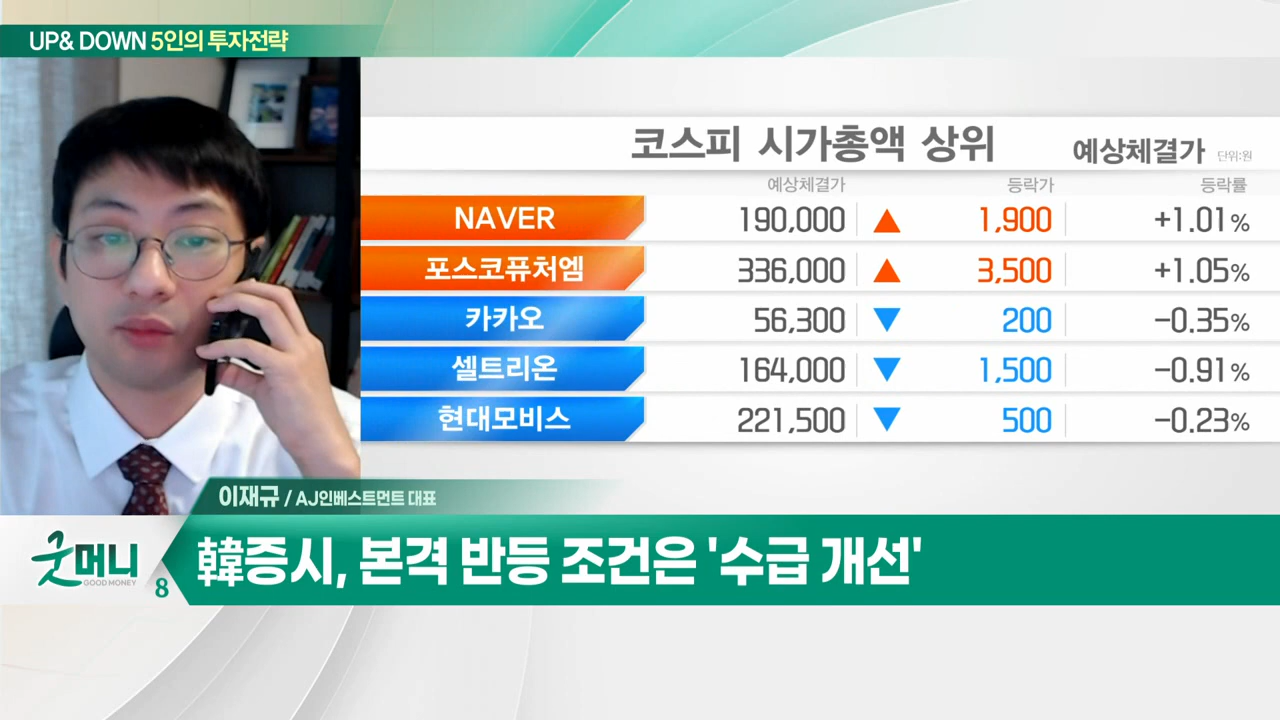 UP& DOWN 5인의 투자전략
코스피 시가총액 상위 예상체결가 단위:원
예상체결가 등락가 등락률
NAVER 190,000 ▲ 1,900 +1.01%
포스코퓨처엠 336,000 ▲ 3,500 +1.05%
카카오 56,300 ▼ 200 -0.35%
셀트리온 164,000 ▼ 1,500 -0.91%
현대모비스 221,500 ▼ 500 -0.23%
이재규 / AJ인베스트먼트 대표
굿머니
GOOD MONEY
8
韓증시, 본격 반등 조건은 '수급 개선'